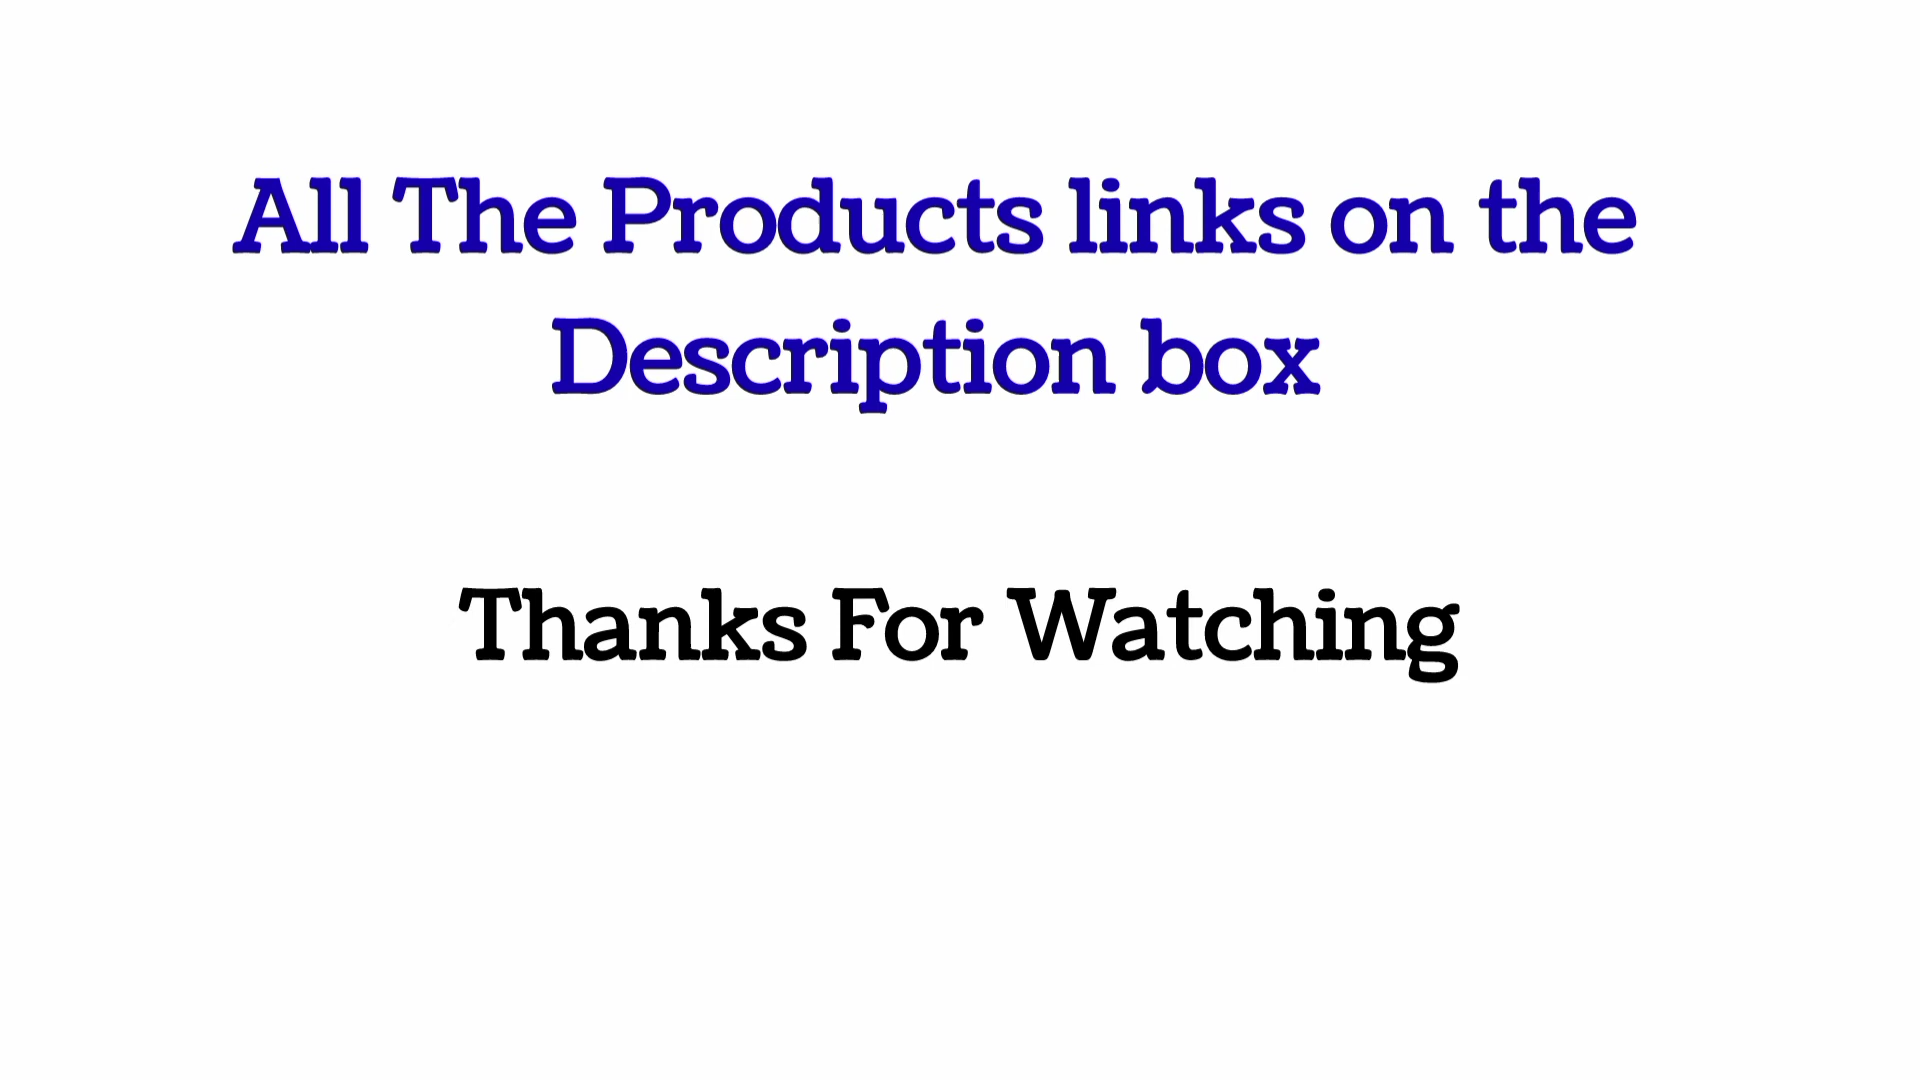 All The Products links on the
Description box
Thanks For Watching